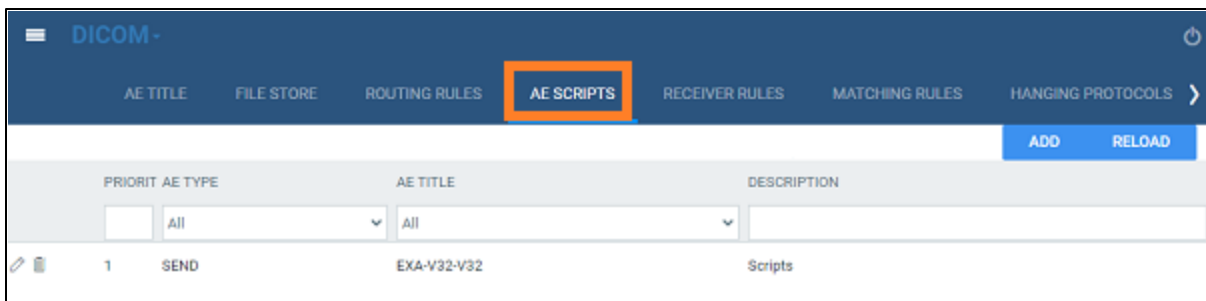 DICOM
AE TITLE FILE STORE ROUTING RULES AE SCRIPTS RECEIVER RULES MATCHING RULES HANGING PROTOCOLS
ADD RELOAD
PRIORIT AE TYPE AE TITLE DESCRIPTION
All All
1 SEND EXA-V32-V32 Scripts